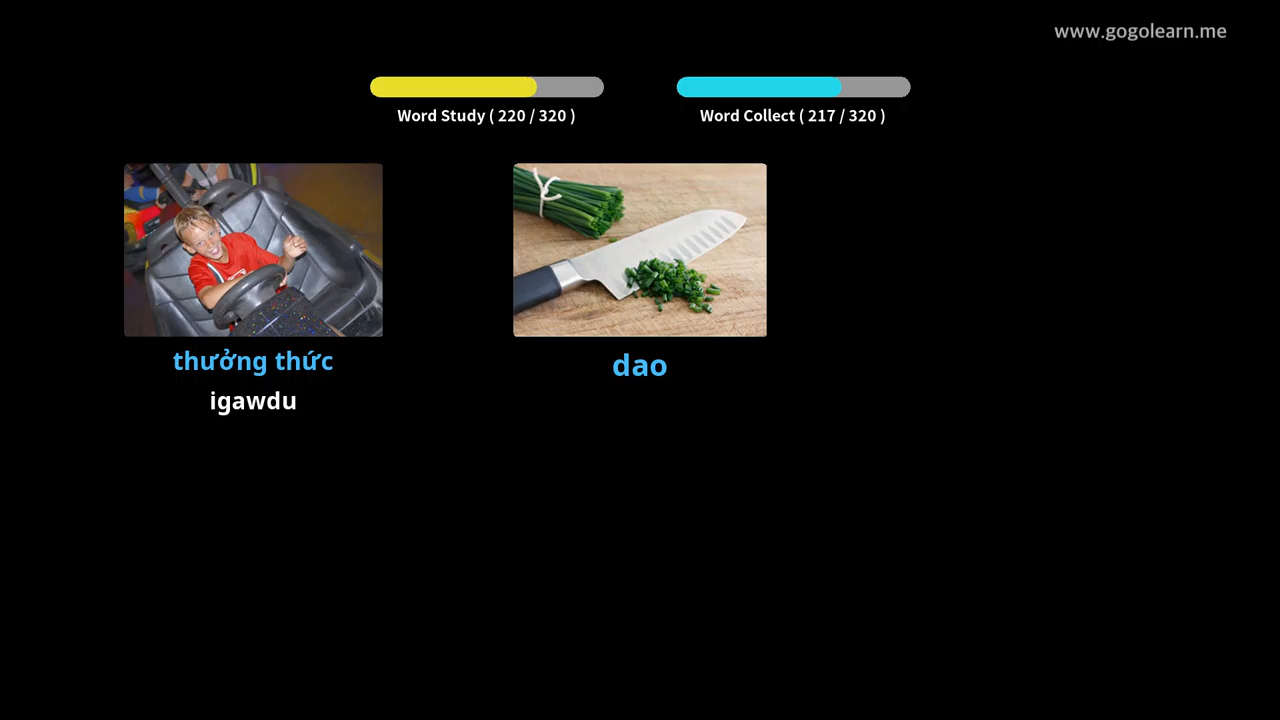 www.gogolearn.me
Word Study ( 220 / 320 )
Word Collect ( 217 / 320 )
thưởng thức
igawdu
dao